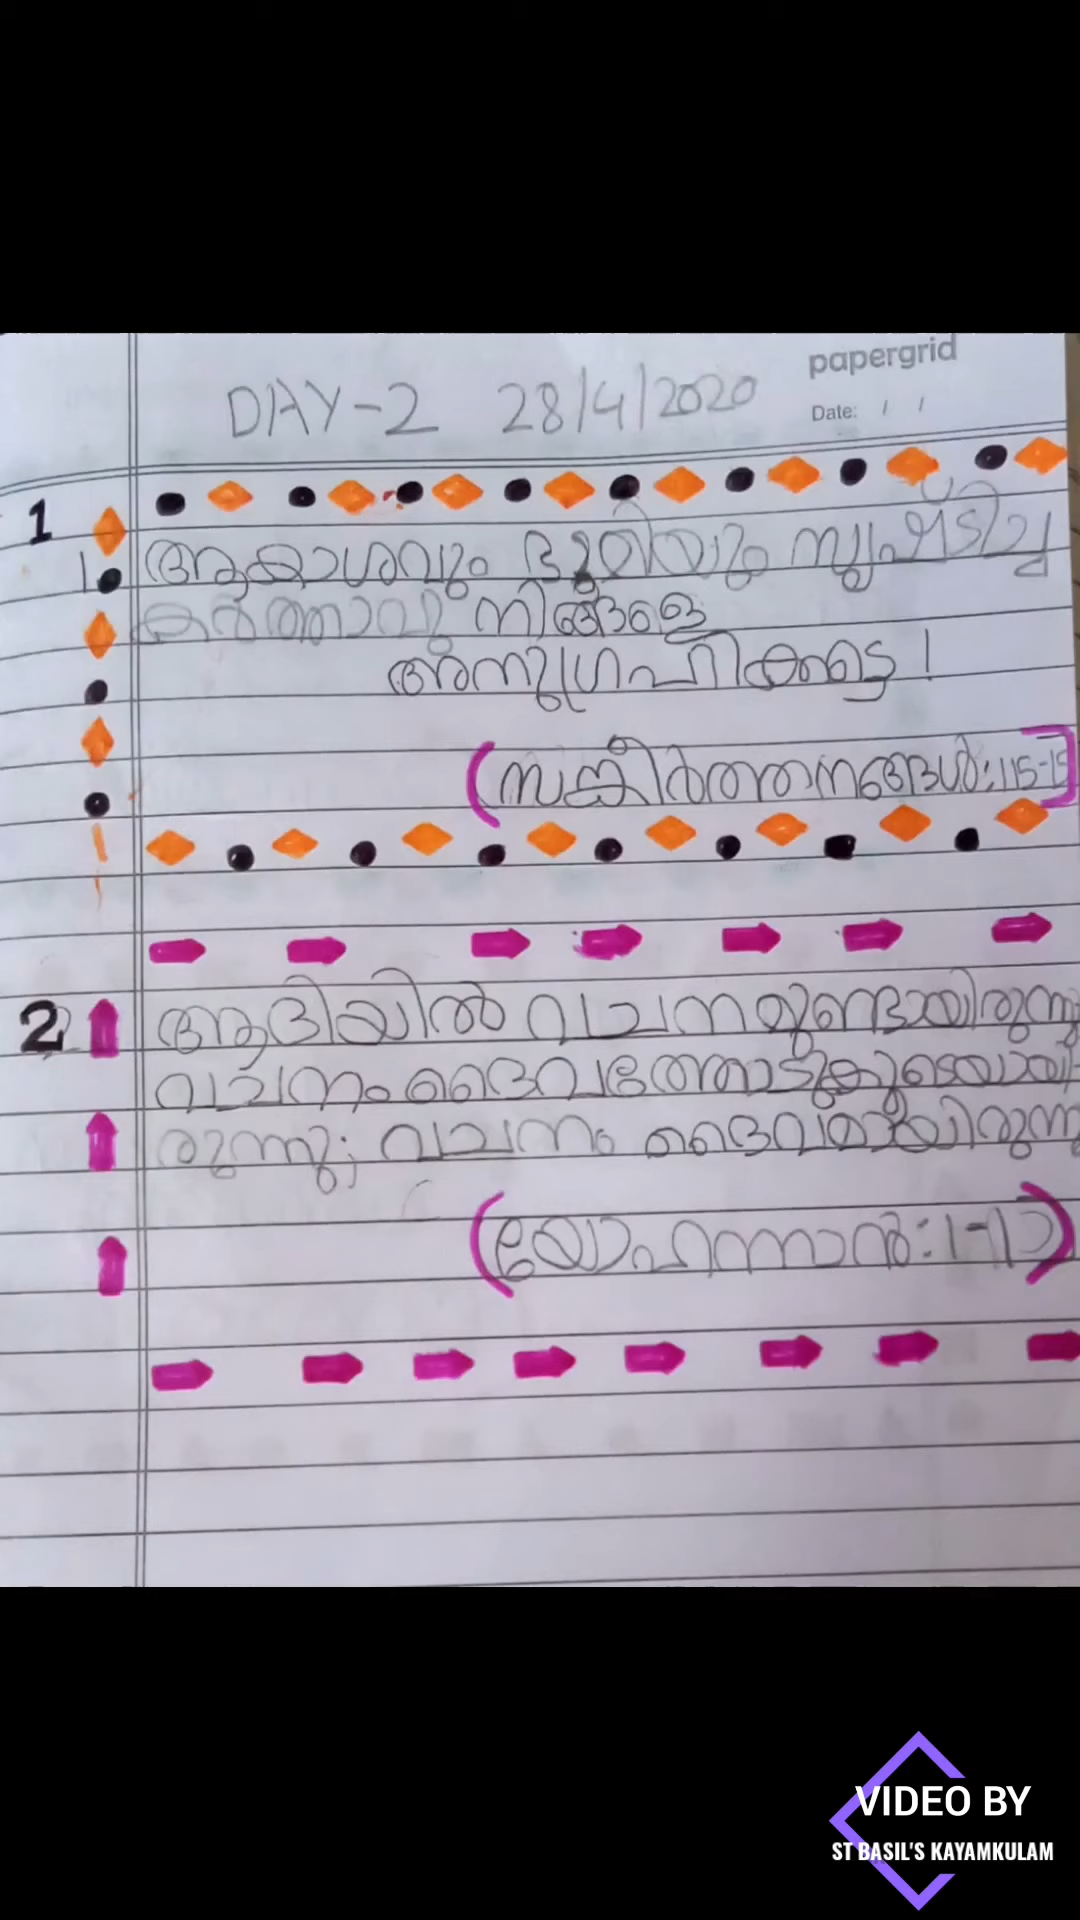 papergrid
DAY-2 28/4/2020
Date: / /
1
ആകാശവും ഭൂമിയും സൃഷ്ടിച്ച
കർത്താവു നിങ്ങളെ
അനുഗ്രഹിക്കട്ടെ!
(സങ്കീർത്തനങ്ങൾ: 115-15]
2
ആദിയിൽ വചനമുണ്ടായിരുന്നു
വചനം ദൈവത്തോടുകൂടെയായി-
രുന്നു; വചനം ദൈവമായിരുന്നു
(യോഹന്നാൻ: 1-1)
VIDEO BY
ST BASIL'S KAYAMKULAM